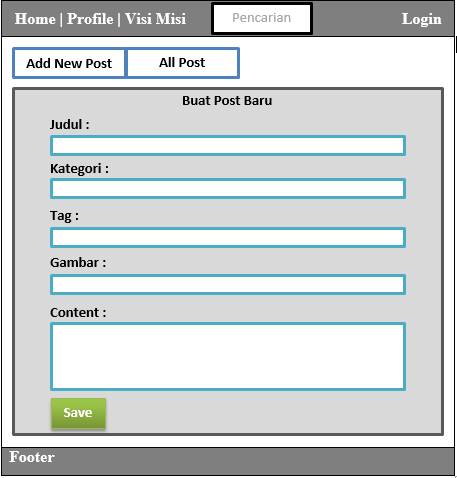 Home | Profile | Visi Misi Pencarian Login
Add New Post All Post
Buat Post Baru
Judul :
Kategori :
Tag :
Gambar :
Content :
Save
Footer